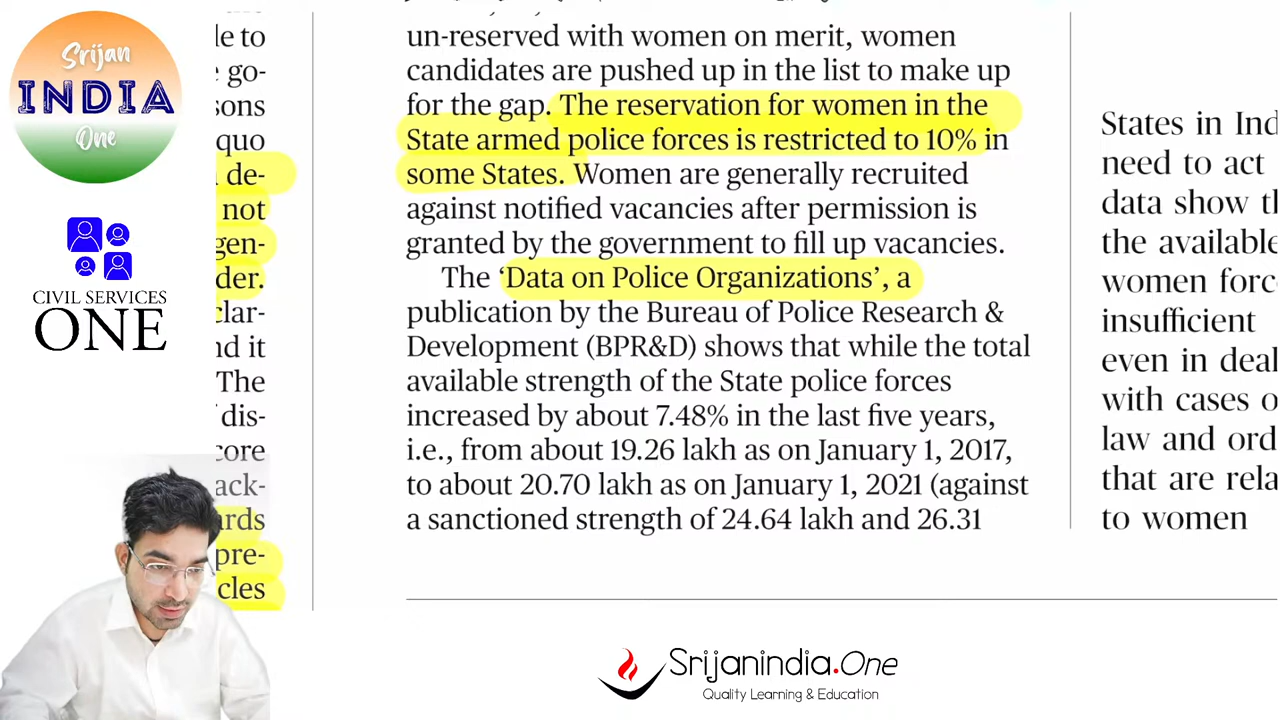 Srijan
INDIA
One
CIVIL SERVICES
ONE
le to
go-
sons
quo
de-
not
gen-
der.
clar-
nd it
The
dis-
core
ack-
ards
pre-
cles
un-reserved with women on merit, women
candidates are pushed up in the list to make up
for the gap. The reservation for women in the
State armed police forces is restricted to 10% in
some States. Women are generally recruited
against notified vacancies after permission is
granted by the government to fill up vacancies.
The ‘Data on Police Organizations’, a
publication by the Bureau of Police Research &
Development (BPR&D) shows that while the total
available strength of the State police forces
increased by about 7.48% in the last five years,
i.e., from about 19.26 lakh as on January 1, 2017,
to about 20.70 lakh as on January 1, 2021 (against
a sanctioned strength of 24.64 lakh and 26.31
States in Ind
need to act
data show th
the available
women forc
insufficient
even in deal
with cases o
law and ord
that are rela
to women
Srijanindia.One
Quality Learning & Education